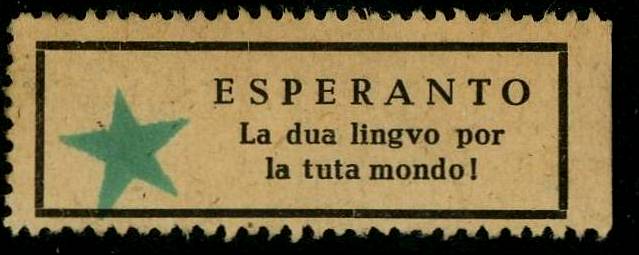 ESPERANTO
La dua lingvo por
la tuta mondo!